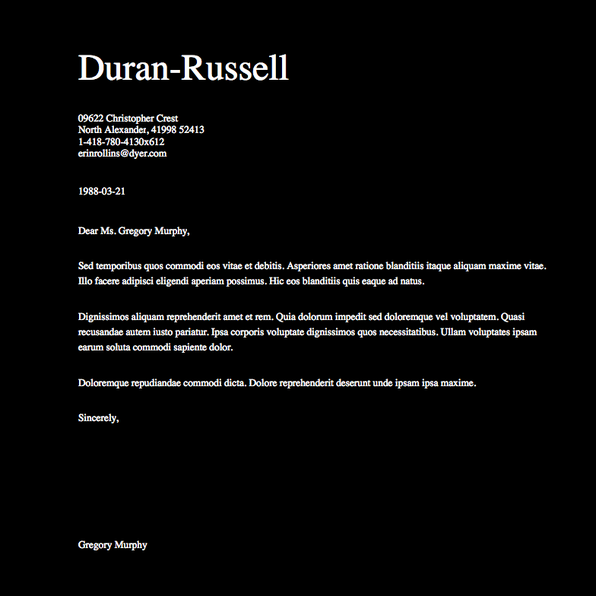 Duran-Russell
09622 Christopher Crest
North Alexander, 41998 52413
1-418-780-4130x612
erinrollins@dyer.com
1988-03-21
Dear Ms. Gregory Murphy,
Sed temporibus quos commodi eos vitae et debitis. Asperiores amet ratione blanditiis itaque aliquam maxime vitae.
Illo facere adipisci eligendi aperiam possimus. Hic eos blanditiis quis eaque ad natus.
Dignissimos aliquam reprehenderit amet et rem. Quia dolorum impedit sed doloremque vel voluptatem. Quasi
recusandae autem iusto pariatur. Ipsa corporis voluptate dignissimos quos necessitatibus. Ullam voluptates ipsam
earum soluta commodi sapiente dolor.
Doloremque repudiandae commodi dicta. Dolore reprehenderit deserunt unde ipsam ipsa maxime.
Sincerely,
Gregory Murphy